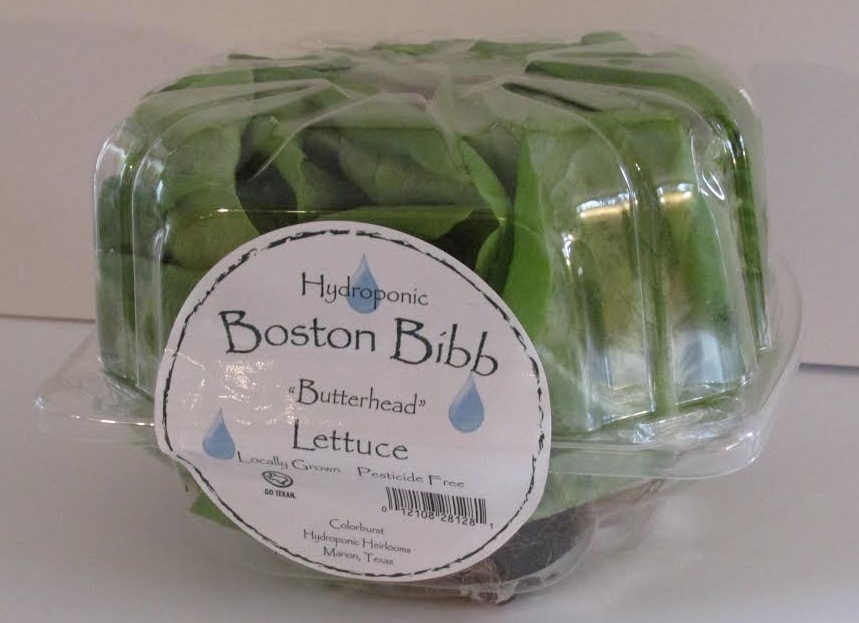 Hydroponic
Boston Bibb
"Butterhead"
Lettuce
Locally Grown Pesticide Free
GO TEXAN.
0 12108 28128 1
Colorburst
Hydroponic Heirlooms
Marion, Texas